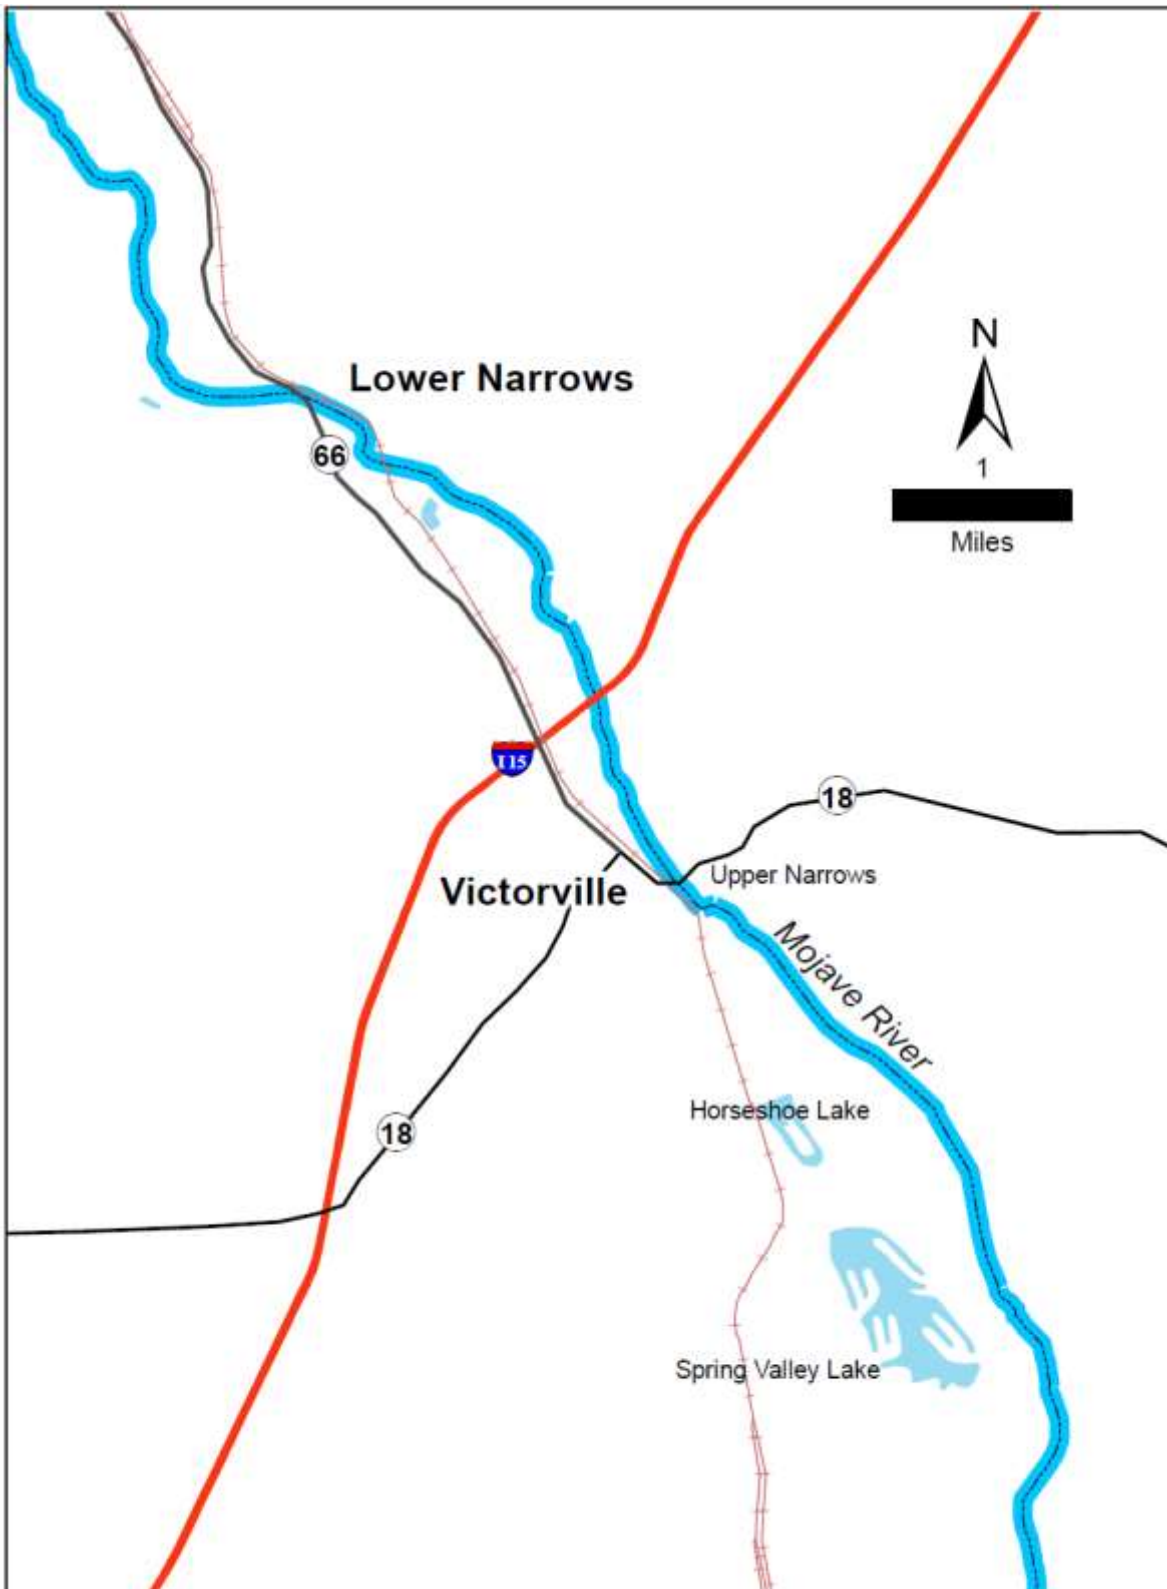 N
Lower Narrows
66
1
Miles
I15
18
Upper Narrows
Victorville
Mojave River
Horseshoe Lake
18
Spring Valley Lake